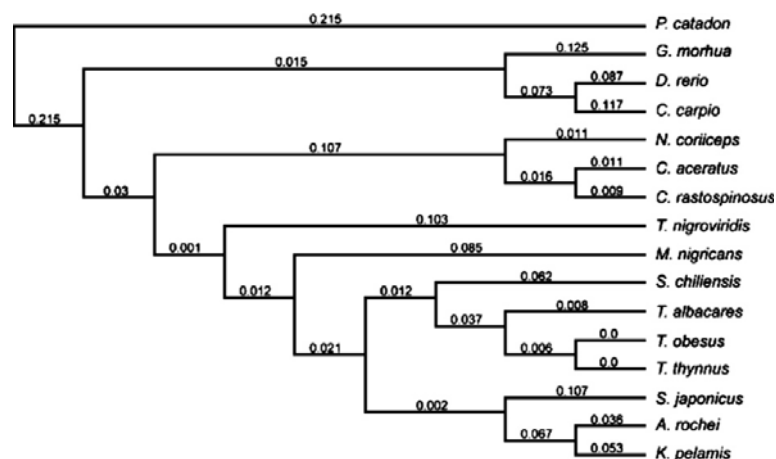 0.215 P. catadon
0.125 G. morhua
0.015
0.087 D. rerio
0.073
0.117 C. carpio
0.215
0.011 N. coriiceps
0.107
0.011 C. aceratus
0.016
0.03
0.009 C. rastospinosus
0.103 T. nigroviridis
0.001
0.085 M. nigricans
0.062 S. chiliensis
0.012 0.012
0.008 T. albacares
0.037
0.0 T. obesus
0.021 0.006
0.0 T. thynnus
0.107 S. japonicus
0.002
0.036 A. rochei
0.067
0.053 K. pelamis